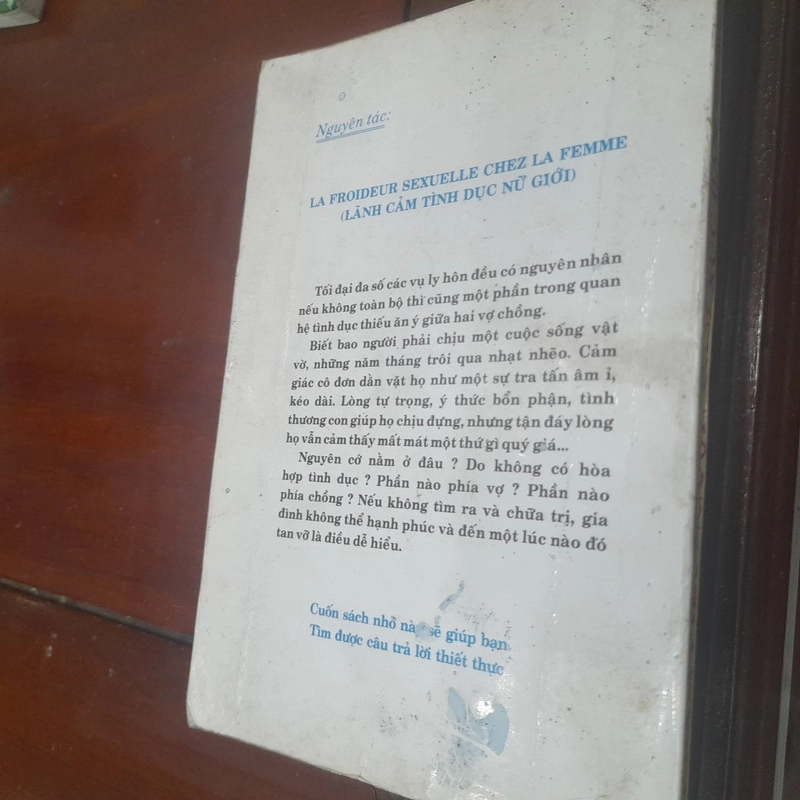 Nguyên tác:
LA FROIDEUR SEXUELLE CHEZ LA FEMME
(LÃNH CẢM TÌNH DỤC NỮ GIỚI)
Tối đại đa số các vụ ly hôn đều có nguyên nhân
nếu không toàn bộ thì cũng một phần trong quan
hệ tình dục thiếu ăn ý giữa hai vợ chồng.
Biết bao người phải chịu một cuộc sống vật
vờ, những năm tháng trôi qua nhạt nhẽo. Cảm
giác cô đơn dằn vặt họ như một sự tra tấn âm ỉ,
kéo dài. Lòng tự trọng, ý thức bổn phận, tình
thương con giúp họ chịu đựng, nhưng tận đáy lòng
họ vẫn cảm thấy mất mát một thứ gì quý giá...
Nguyên cớ nằm ở đâu ? Do không có hòa
hợp tình dục ? Phần nào phía vợ ? Phần nào
phía chồng ? Nếu không tìm ra và chữa trị, gia
đình không thể hạnh phúc và đến một lúc nào đó
tan vỡ là điều dễ hiểu.
Cuốn sách nhỏ này sẽ giúp bạn
Tìm được câu trả lời thiết thực